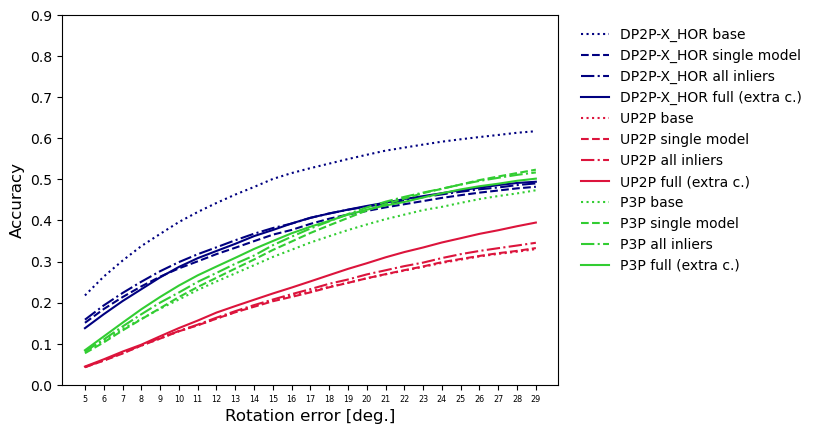 0.9
0.8
0.7
0.6
0.5
0.4
0.3
0.2
0.1
0.0
Accuracy
5 6 7 8 9 10 11 12 13 14 15 16 17 18 19 20 21 22 23 24 25 26 27 28 29
Rotation error [deg.]
DP2P-X_HOR base
DP2P-X_HOR single model
DP2P-X_HOR all inliers
DP2P-X_HOR full (extra c.)
UP2P base
UP2P single model
UP2P all inliers
UP2P full (extra c.)
P3P base
P3P single model
P3P all inliers
P3P full (extra c.)